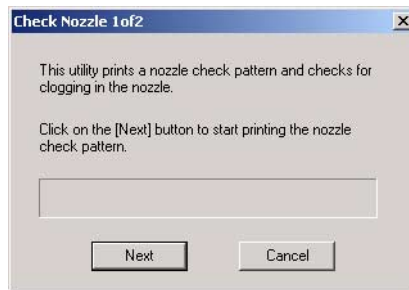 Check Nozzle 1of2
This utility prints a nozzle check pattern and checks for
clogging in the nozzle.
Click on the [Next] button to start printing the nozzle
check pattern.
Next
Cancel